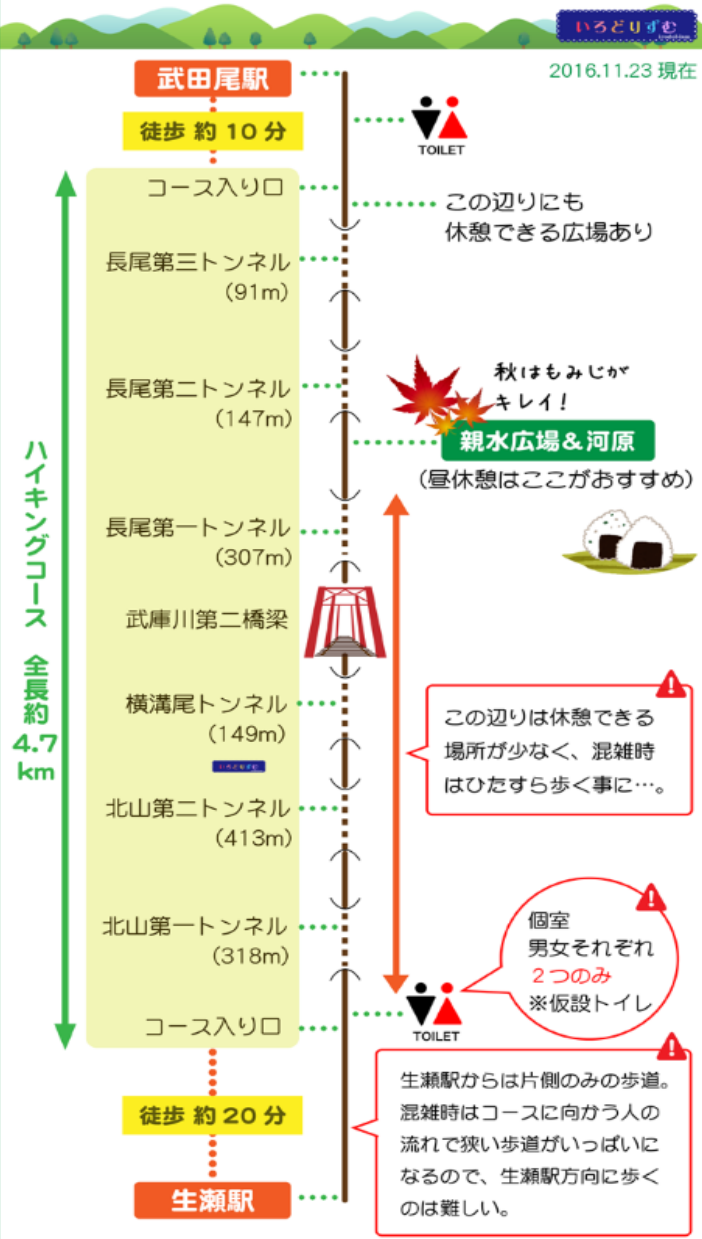 いろどりずむ
2016.11.23 現在
武田尾駅
徒歩 約 10 分
TOILET
コース入り口
この辺りにも
休憩できる広場あり
長尾第三トンネル
(91m)
長尾第二トンネル
(147m)
秋はもみじが
キレイ!
親水広場&河原
(昼休憩はここがおすすめ)
長尾第一トンネル
(307m)
武庫川第二橋梁
ハイキングコース 全長約
4.7
km
横溝尾トンネル
(149m)
いろどりずむ
この辺りは休憩できる
場所が少なく、混雑時
はひたすら歩く事に…。
北山第二トンネル
(413m)
北山第一トンネル
(318m)
個室
男女それぞれ
2つのみ
※仮設トイレ
TOILET
コース入り口
徒歩 約 20 分
生瀬駅
生瀬駅からは片側のみの歩道。
混雑時はコースに向かう人の
流れで狭い歩道がいっぱいに
なるので、生瀬駅方向に歩く
のは難しい。